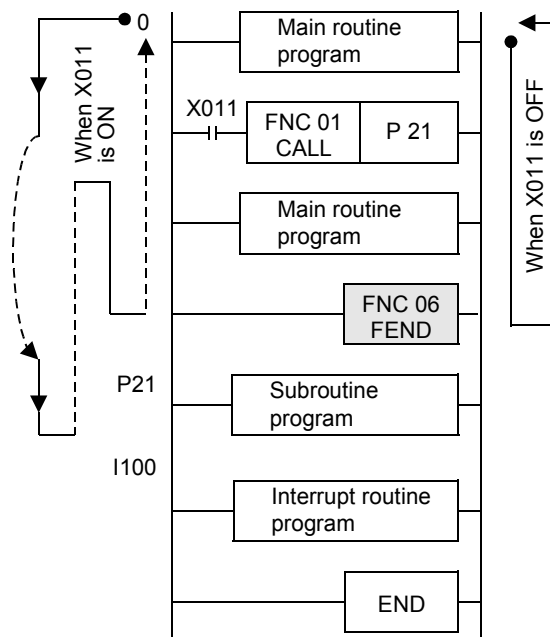 0
Main routine
program
When X011
is ON
X011
FNC 01
CALL
P 21
When X011 is OFF
Main routine
program
FNC 06
FEND
P21
Subroutine
program
I100
Interrupt routine
program
END